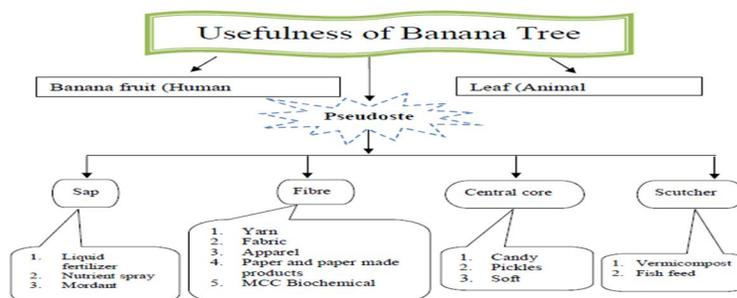 Usefulness of Banana Tree
Banana fruit (Human
Leaf (Animal
Pseudoste
Sap
Fibre
Central core
Scutcher
1. Liquid
fertilizer
2. Nutrient spray
3. Mordant
1. Yarn
2. Fabric
3. Apparel
4. Paper and paper made
products
5. MCC Biochemical
1. Candy
2. Pickles
3. Soft
1. Vermicompost
2. Fish feed